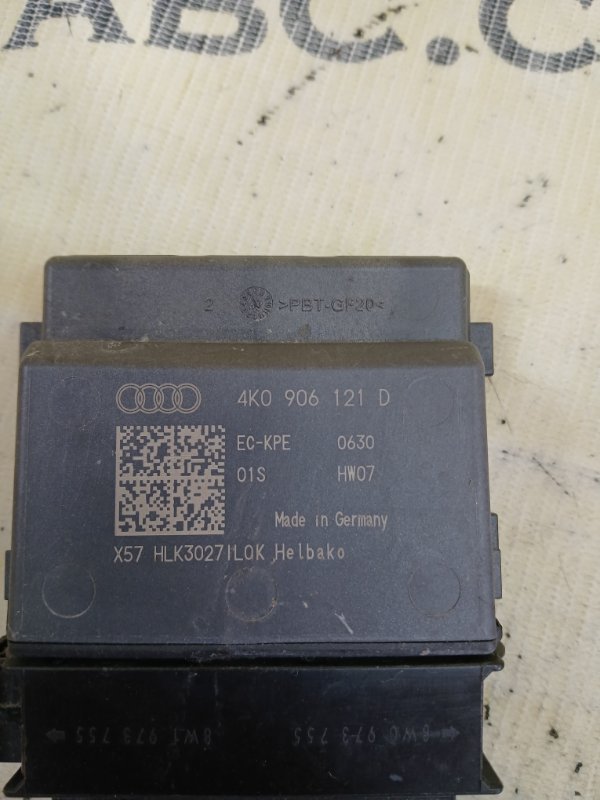 ABC.C
2 >PBT-GF20<
4K0 906 121 D
EC-KPE 0630
01S HW07
Made in Germany
X57 HLK30271LQK Helbako
8W1 973 755 8W0 973 755